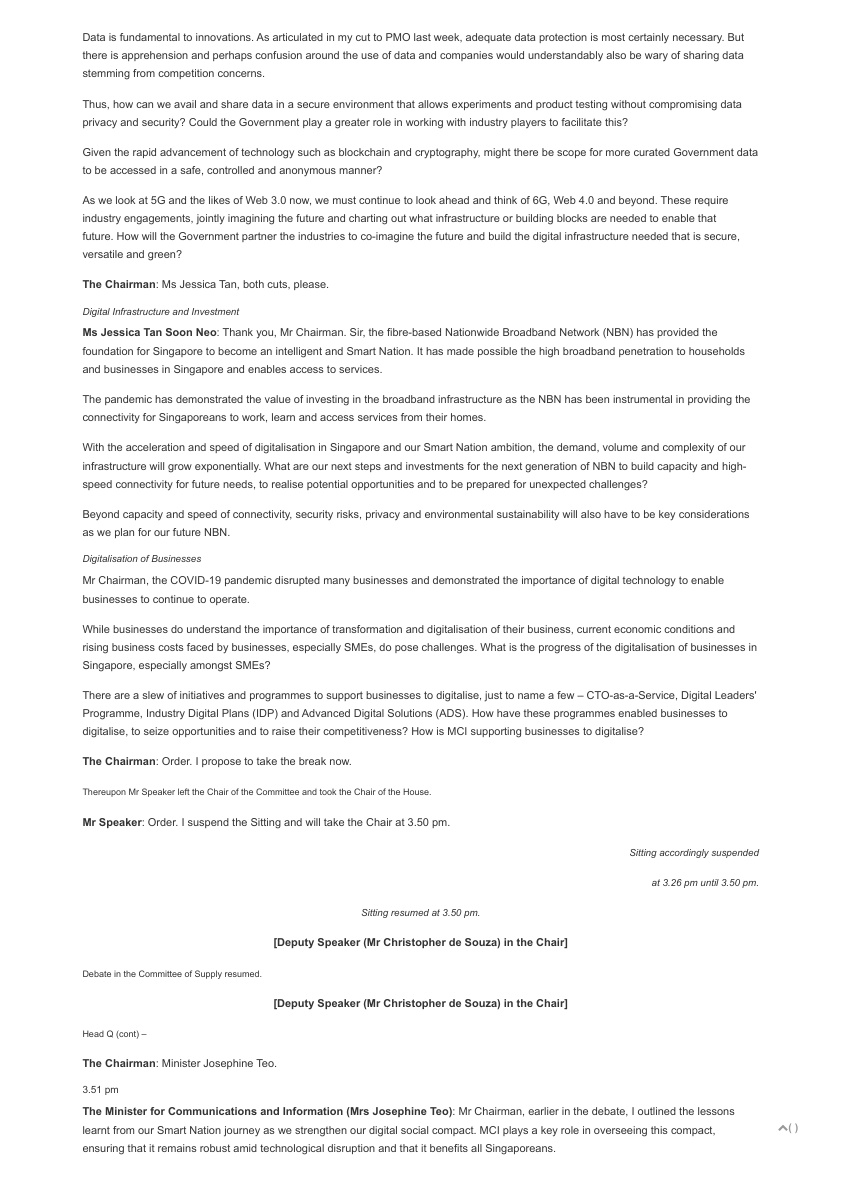 Data is fundamental to innovations. As articulated in my cut to PMO last week, adequate data protection is most certainly necessary. But
there is apprehension and perhaps confusion around the use of data and companies would understandably also be wary of sharing data
stemming from competition concerns.
Thus, how can we avail and share data in a secure environment that allows experiments and product testing without compromising data
privacy and security? Could the Government play a greater role in working with industry players to facilitate this?
Given the rapid advancement of technology such as blockchain and cryptography, might there be scope for more curated Government data
to be accessed in a safe, controlled and anonymous manner?
As we look at 5G and the likes of Web 3.0 now, we must continue to look ahead and think of 6G, Web 4.0 and beyond. These require
industry engagements, jointly imagining the future and charting out what infrastructure or building blocks are needed to enable that
future. How will the Government partner the industries to co-imagine the future and build the digital infrastructure needed that is secure,
versatile and green?
The Chairman: Ms Jessica Tan, both cuts, please.
Digital Infrastructure and Investment
Ms Jessica Tan Soon Neo: Thank you, Mr Chairman. Sir, the fibre-based Nationwide Broadband Network (NBN) has provided the
foundation for Singapore to become an intelligent and Smart Nation. It has made possible the high broadband penetration to households
and businesses in Singapore and enables access to services.
The pandemic has demonstrated the value of investing in the broadband infrastructure as the NBN has been instrumental in providing the
connectivity for Singaporeans to work, learn and access services from their homes.
With the acceleration and speed of digitalisation in Singapore and our Smart Nation ambition, the demand, volume and complexity of our
infrastructure will grow exponentially. What are our next steps and investments for the next generation of NBN to build capacity and high-
speed connectivity for future needs, to realise potential opportunities and to be prepared for unexpected challenges?
Beyond capacity and speed of connectivity, security risks, privacy and environmental sustainability will also have to be key considerations
as we plan for our future NBN.
Digitalisation of Businesses
Mr Chairman, the COVID-19 pandemic disrupted many businesses and demonstrated the importance of digital technology to enable
businesses to continue to operate.
While businesses do understand the importance of transformation and digitalisation of their business, current economic conditions and
rising business costs faced by businesses, especially SMEs, do pose challenges. What is the progress of the digitalisation of businesses in
Singapore, especially amongst SMEs?
There are a slew of initiatives and programmes to support businesses to digitalise, just to name a few – CTO-as-a-Service, Digital Leaders'
Programme, Industry Digital Plans (IDP) and Advanced Digital Solutions (ADS). How have these programmes enabled businesses to
digitalise, to seize opportunities and to raise their competitiveness? How is MCI supporting businesses to digitalise?
The Chairman: Order. I propose to take the break now.
Thereupon Mr Speaker left the Chair of the Committee and took the Chair of the House.
Mr Speaker: Order. I suspend the Sitting and will take the Chair at 3.50 pm.
Sitting accordingly suspended
at 3.26 pm until 3.50 pm.
Sitting resumed at 3.50 pm.
[Deputy Speaker (Mr Christopher de Souza) in the Chair]
Debate in the Committee of Supply resumed.
[Deputy Speaker (Mr Christopher de Souza) in the Chair]
Head Q (cont) –
The Chairman: Minister Josephine Teo.
3.51 pm
The Minister for Communications and Information (Mrs Josephine Teo): Mr Chairman, earlier in the debate, I outlined the lessons
learnt from our Smart Nation journey as we strengthen our digital social compact. MCI plays a key role in overseeing this compact,
ensuring that it remains robust amid technological disruption and that it benefits all Singaporeans.
( )